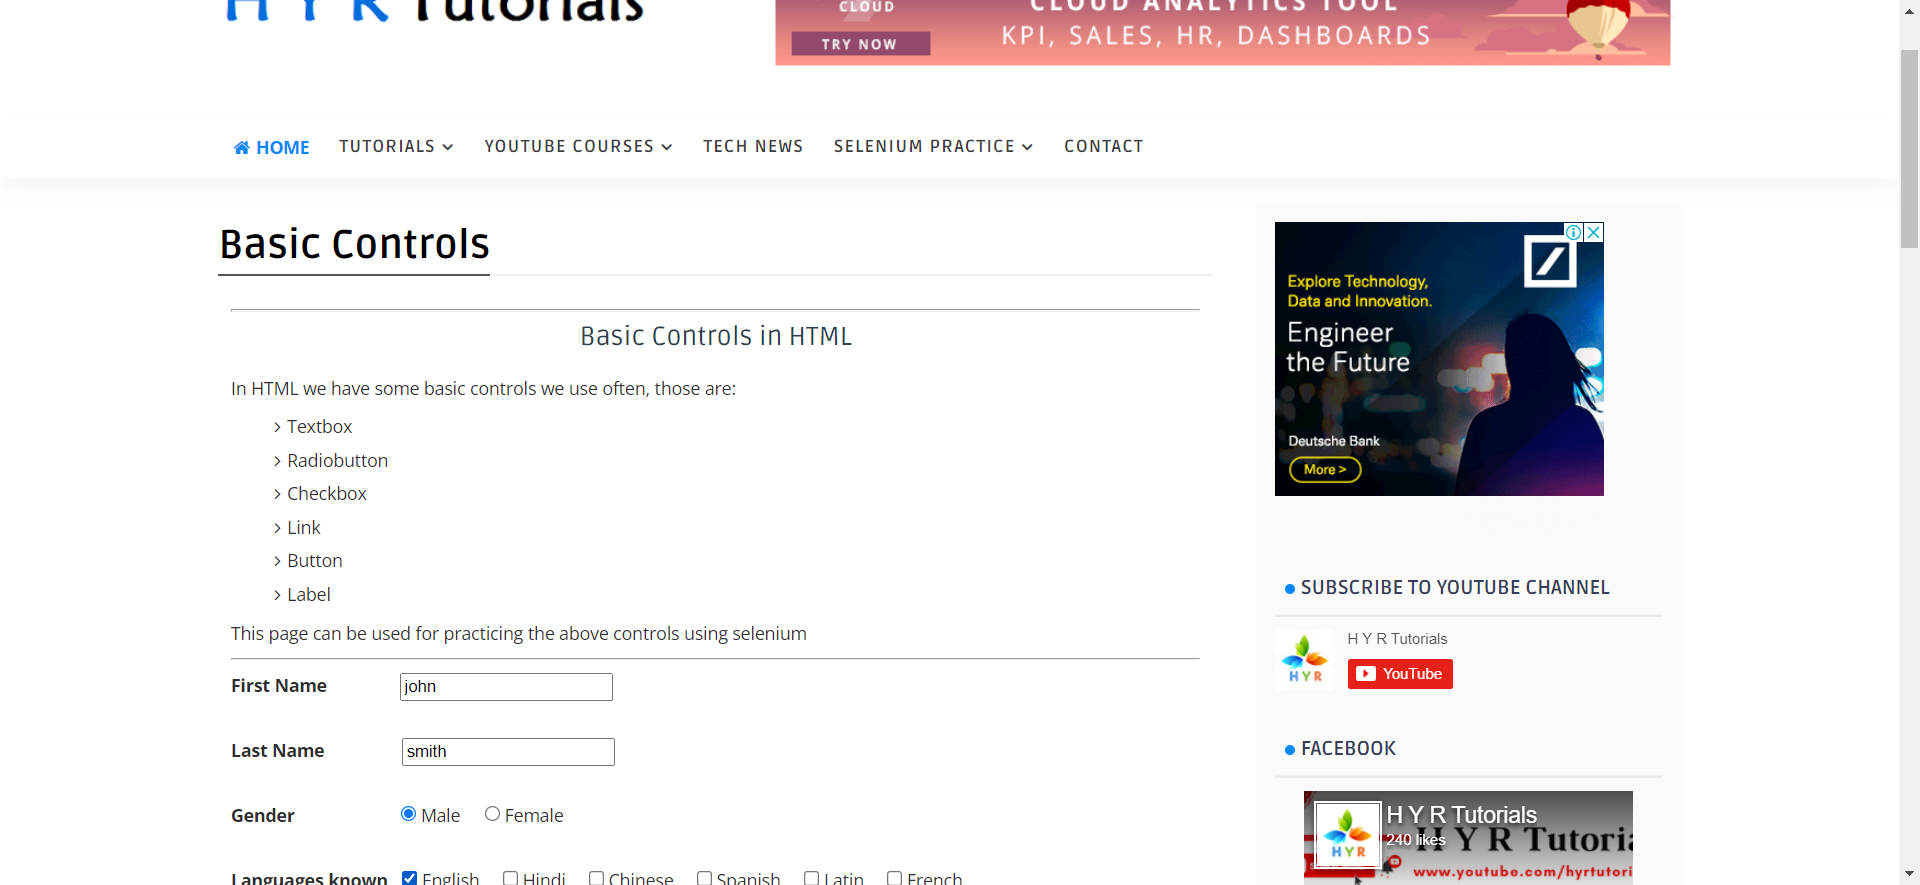 H Y R Tutorials
CLOUD
TRY NOW
CLOUD ANALYTICS TOOL
KPI, SALES, HR, DASHBOARDS
HOME TUTORIALS YOUTUBE COURSES TECH NEWS SELENIUM PRACTICE CONTACT
Basic Controls
Basic Controls in HTML
In HTML we have some basic controls we use often, those are:
Textbox
Radiobutton
Checkbox
Link
Button
Label
This page can be used for practicing the above controls using selenium
First Name john
Last Name smith
Gender Male Female
Languages known English Hindi Chinese Spanish Latin French
Explore Technology,
Data and Innovation.
Engineer
the Future
Deutsche Bank
More >
SUBSCRIBE TO YOUTUBE CHANNEL
H Y R Tutorials
HYR
YouTube
FACEBOOK
H Y R Tutorials
240 likes
HYR
H Y R Tutoria
www.youtube.com/hyrtutori